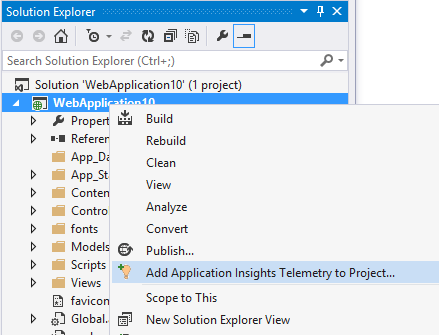 Solution Explorer
Search Solution Explorer (Ctrl+;)
Solution 'WebApplication10' (1 project)
WebApplication10
Build
Rebuild
Clean
View
Analyze
Convert
Publish...
Add Application Insights Telemetry to Project...
Scope to This
New Solution Explorer View
Propert
Referen
App_Da
App_Sta
Conten
Contro
fonts
Models
Scripts
Views
favicon
Global.